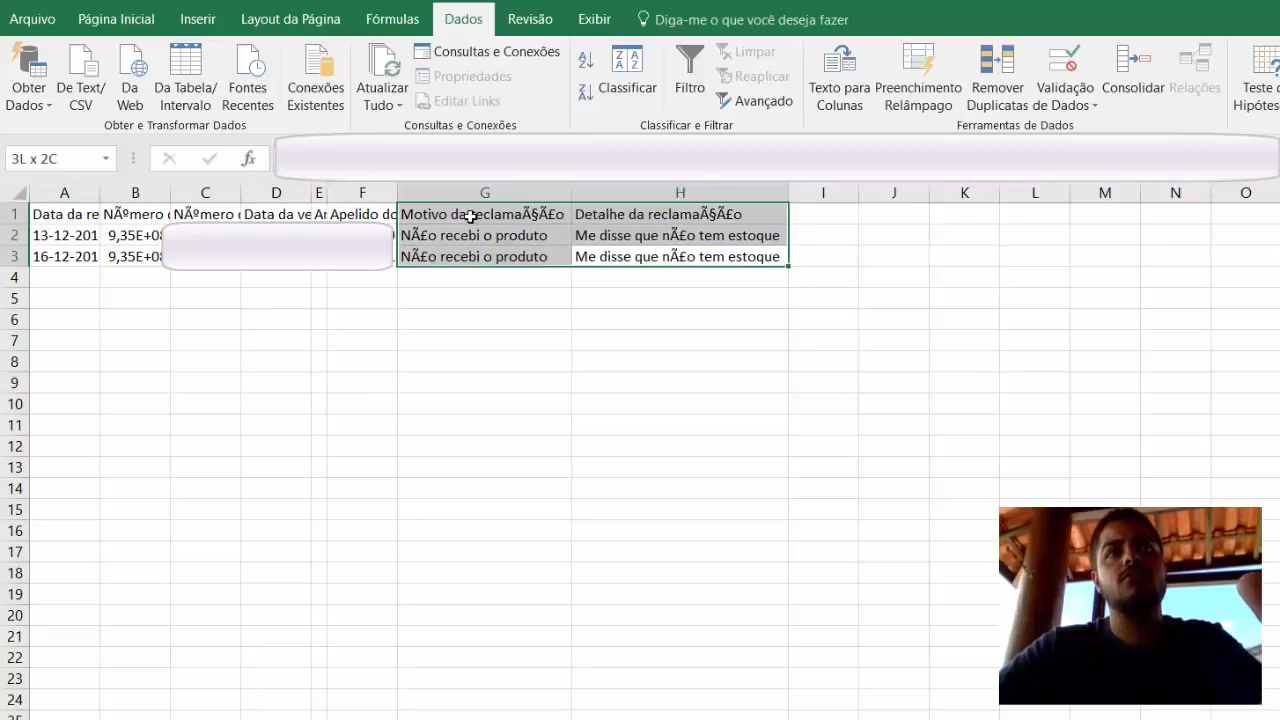 Arquivo Página Inicial Inserir Layout da Página Fórmulas Dados Revisão Exibir Diga-me o que você deseja fazer
Obter Dados De Text/CSV Da Web Da Tabela/Intervalo Fontes Recentes Conexões Existentes Atualizar Tudo Consultas e Conexões Propriedades Editar Links Classificar Filtro Limpar Reaplicar Avançado Texto para Colunas Preenchimento Relâmpago Remover Duplicatas Validação de Dados Consolidar Relações Teste de Hipótes
Obter e Transformar Dados Consultas e Conexões Classificar e Filtrar Ferramentas de Dados
3L x 2C fx
A B C D E F G H I J K L M N O
1 Data da re NÃºmero d NÃºmero d Data da ve Ar Apelido do Motivo da reclamaÃ§Ã£o Detalhe da reclamaÃ§Ã£o
2 13-12-201 9,35E+08 NÃ£o recebi o produto Me disse que nÃ£o tem estoque
3 16-12-201 9,35E+08 NÃ£o recebi o produto Me disse que nÃ£o tem estoque
4
5
6
7
8
9
10
11
12
13
14
15
16
17
18
19
20
21
22
23
24